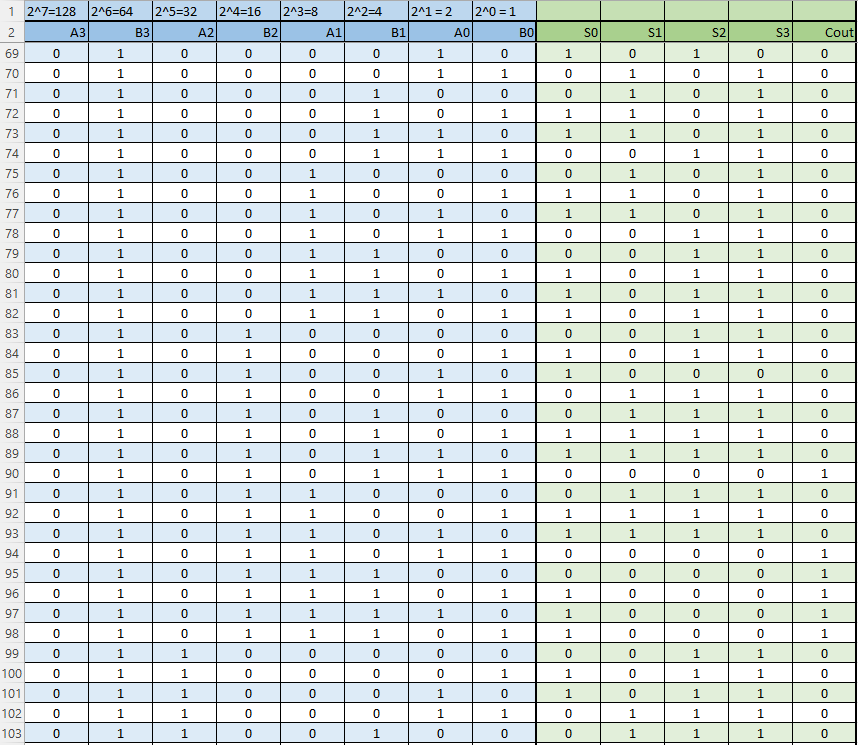 1 2^7=128 2^6=64 2^5=32 2^4=16 2^3=8 2^2=4 2^1 = 2 2^0 = 1
2 A3 B3 A2 B2 A1 B1 A0 B0 S0 S1 S2 S3 Cout
69 0 1 0 0 0 0 1 0 1 0 1 0 0
70 0 1 0 0 0 0 1 1 0 1 0 1 0
71 0 1 0 0 0 1 0 0 0 1 0 1 0
72 0 1 0 0 0 1 0 1 1 1 0 1 0
73 0 1 0 0 0 1 1 0 1 1 0 1 0
74 0 1 0 0 0 1 1 1 0 0 1 1 0
75 0 1 0 0 1 0 0 0 0 1 0 1 0
76 0 1 0 0 1 0 0 1 1 1 0 1 0
77 0 1 0 0 1 0 1 0 1 1 0 1 0
78 0 1 0 0 1 0 1 1 0 0 1 1 0
79 0 1 0 0 1 1 0 0 0 0 1 1 0
80 0 1 0 0 1 1 0 1 1 0 1 1 0
81 0 1 0 0 1 1 1 0 1 0 1 1 0
82 0 1 0 0 1 1 0 1 1 0 1 1 0
83 0 1 0 1 0 0 0 0 0 0 1 1 0
84 0 1 0 1 0 0 0 1 1 0 1 1 0
85 0 1 0 1 0 0 1 0 1 0 0 0 0
86 0 1 0 1 0 0 1 1 0 1 1 1 0
87 0 1 0 1 0 1 0 0 0 1 1 1 0
88 0 1 0 1 0 1 0 1 1 1 1 1 0
89 0 1 0 1 0 1 1 0 1 1 1 1 0
90 0 1 0 1 0 1 1 1 0 0 0 0 1
91 0 1 0 1 1 0 0 0 0 1 1 1 0
92 0 1 0 1 1 0 0 1 1 1 1 1 0
93 0 1 0 1 1 0 1 0 1 1 1 1 0
94 0 1 0 1 1 0 1 1 0 0 0 0 1
95 0 1 0 1 1 1 0 0 0 0 0 0 1
96 0 1 0 1 1 1 0 1 1 0 0 0 1
97 0 1 0 1 1 1 1 0 1 0 0 0 1
98 0 1 0 1 1 1 0 1 1 0 0 0 1
99 0 1 1 0 0 0 0 0 0 0 1 1 0
100 0 1 1 0 0 0 0 1 1 0 1 1 0
101 0 1 1 0 0 0 1 0 1 0 1 1 0
102 0 1 1 0 0 0 1 1 0 1 1 1 0
103 0 1 1 0 0 1 0 0 0 1 1 1 0